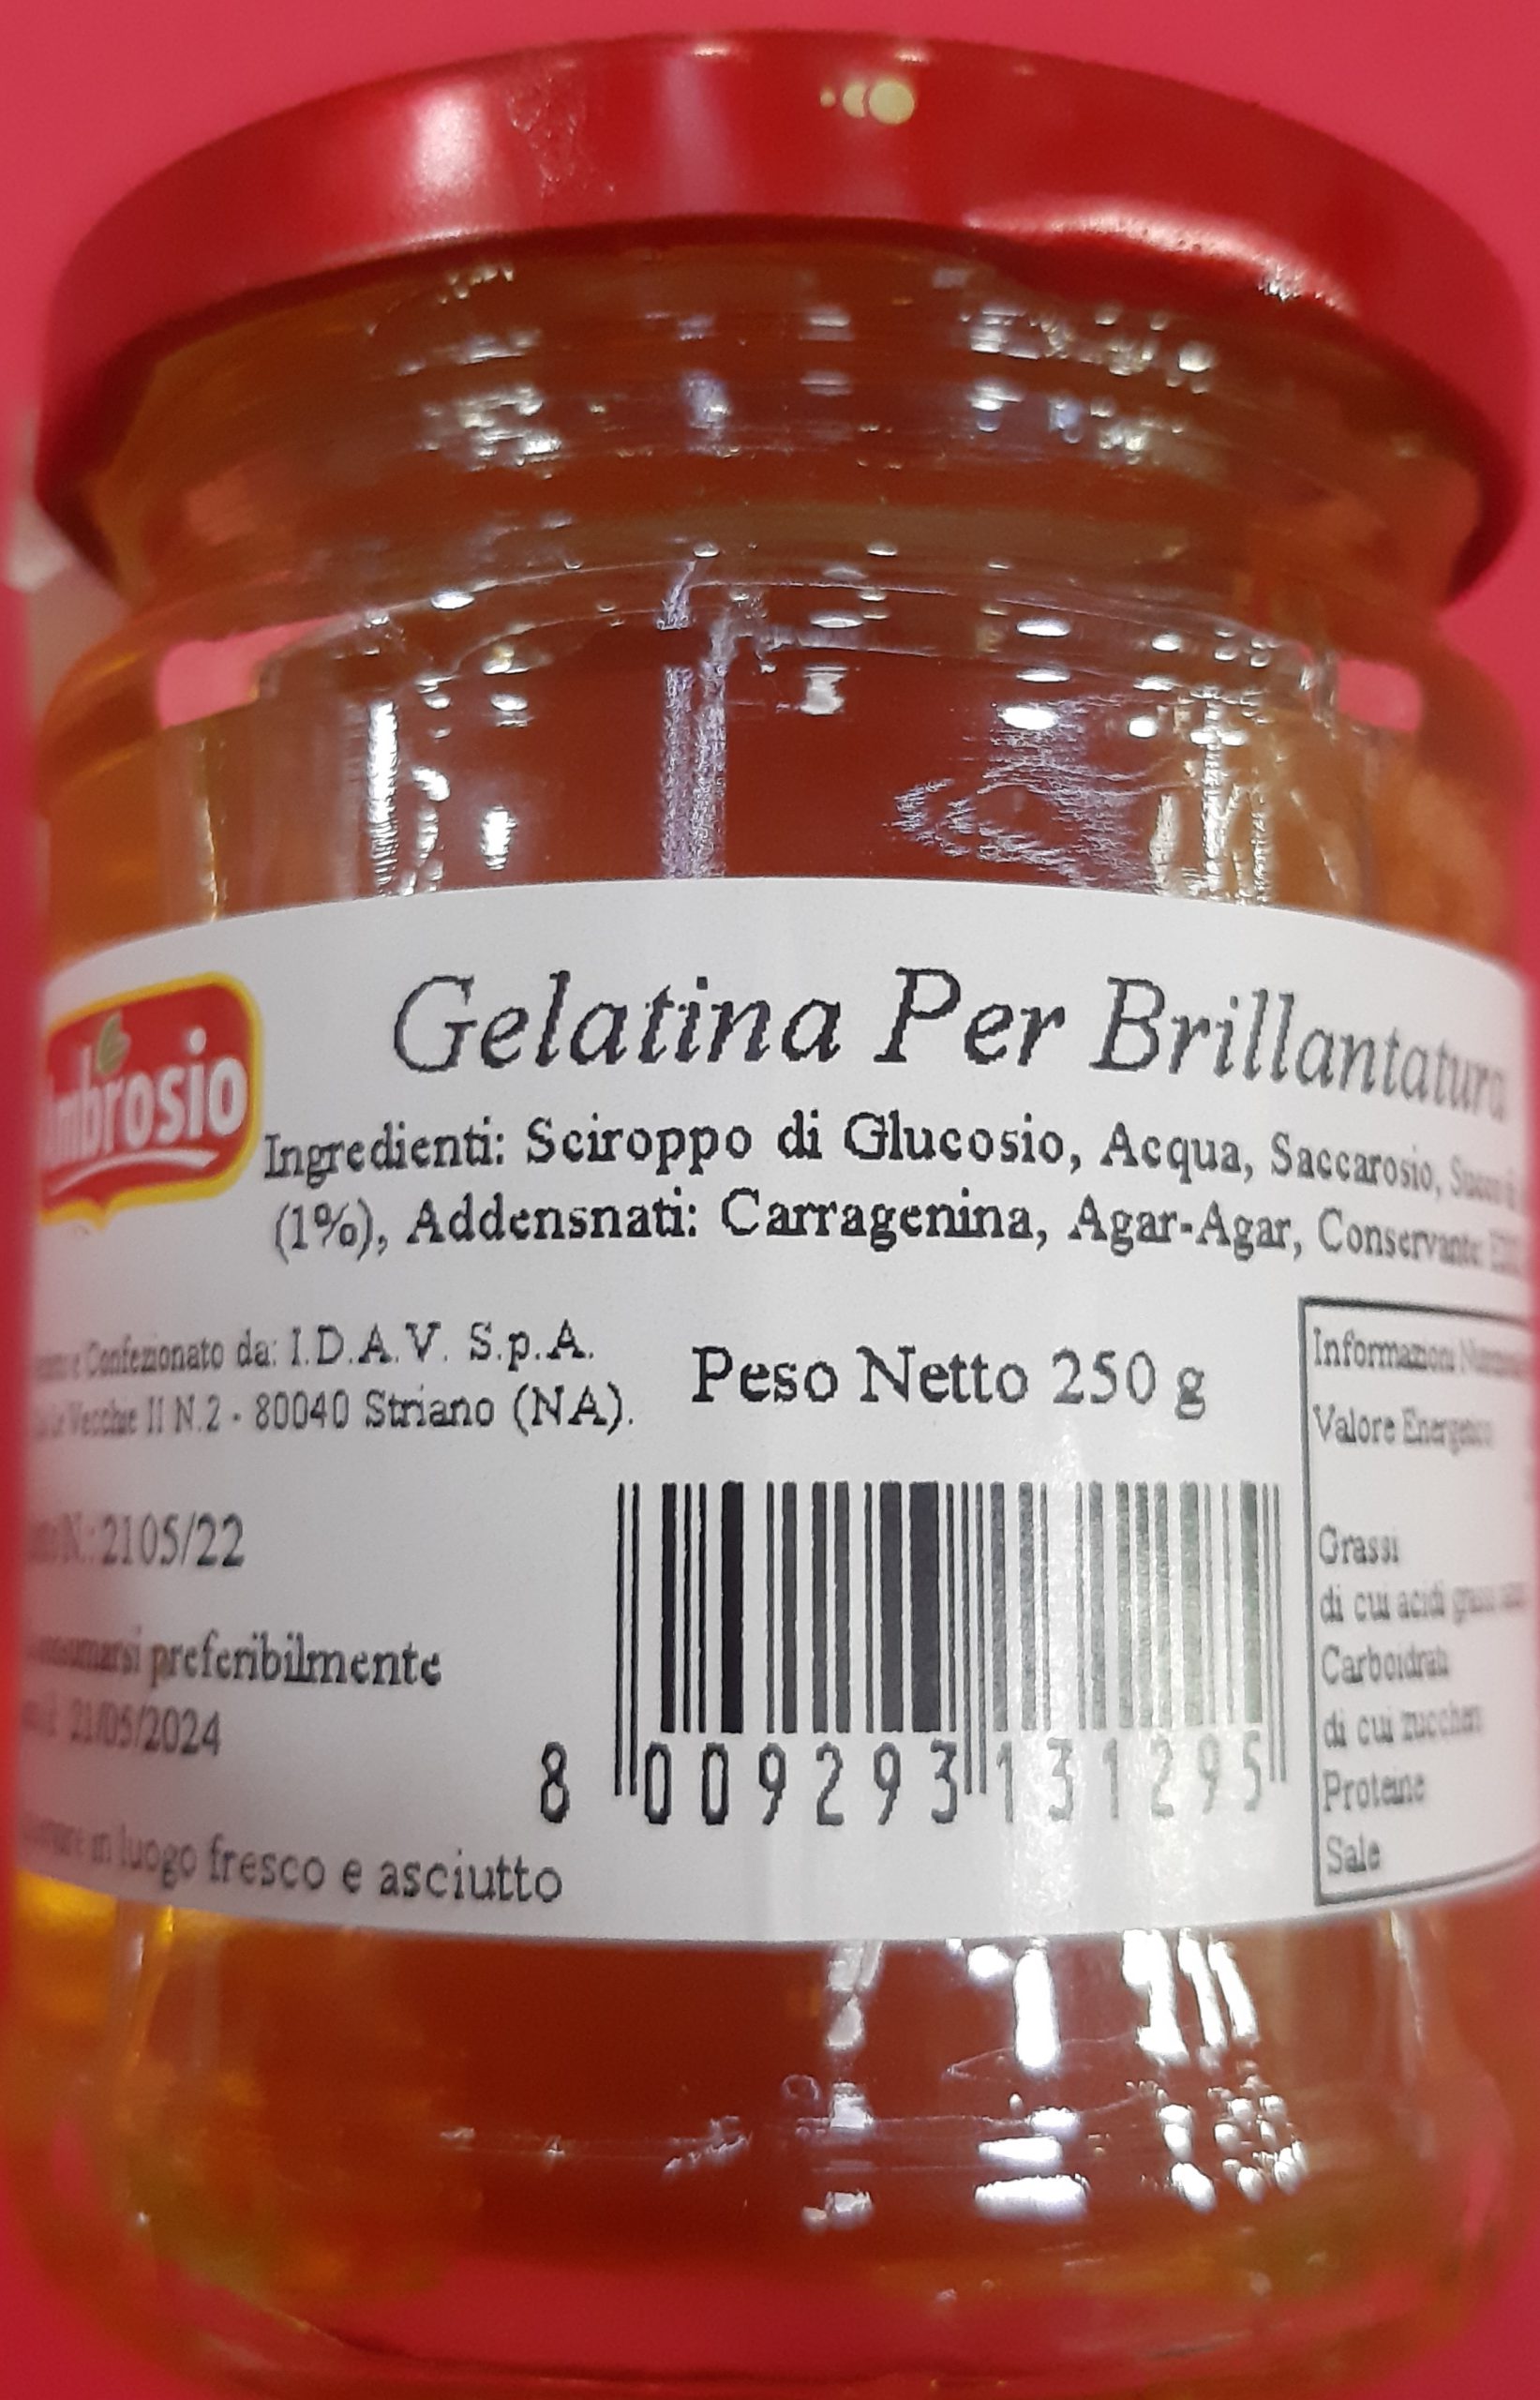 Ambrosio
Gelatina Per Brillantatura
Ingredienti: Sciroppo di Glucosio, Acqua, Saccarosio,
(1%), Addensnati: Carragenina, Agar-Agar, Conservante:
e Confezionato da: I.D.A.V. S.p.A.
Vecchie II N.2 - 80040 Striano (NA).
Peso Netto 250 g
N.: 2105/22
preferibilmente
21/05/2024
in luogo fresco e asciutto
8 009293 131295
Informazioni
Valore Energetico
Grassi
di cui acidi grassi
Carboidrati
di cui zuccheri
Proteine
Sale